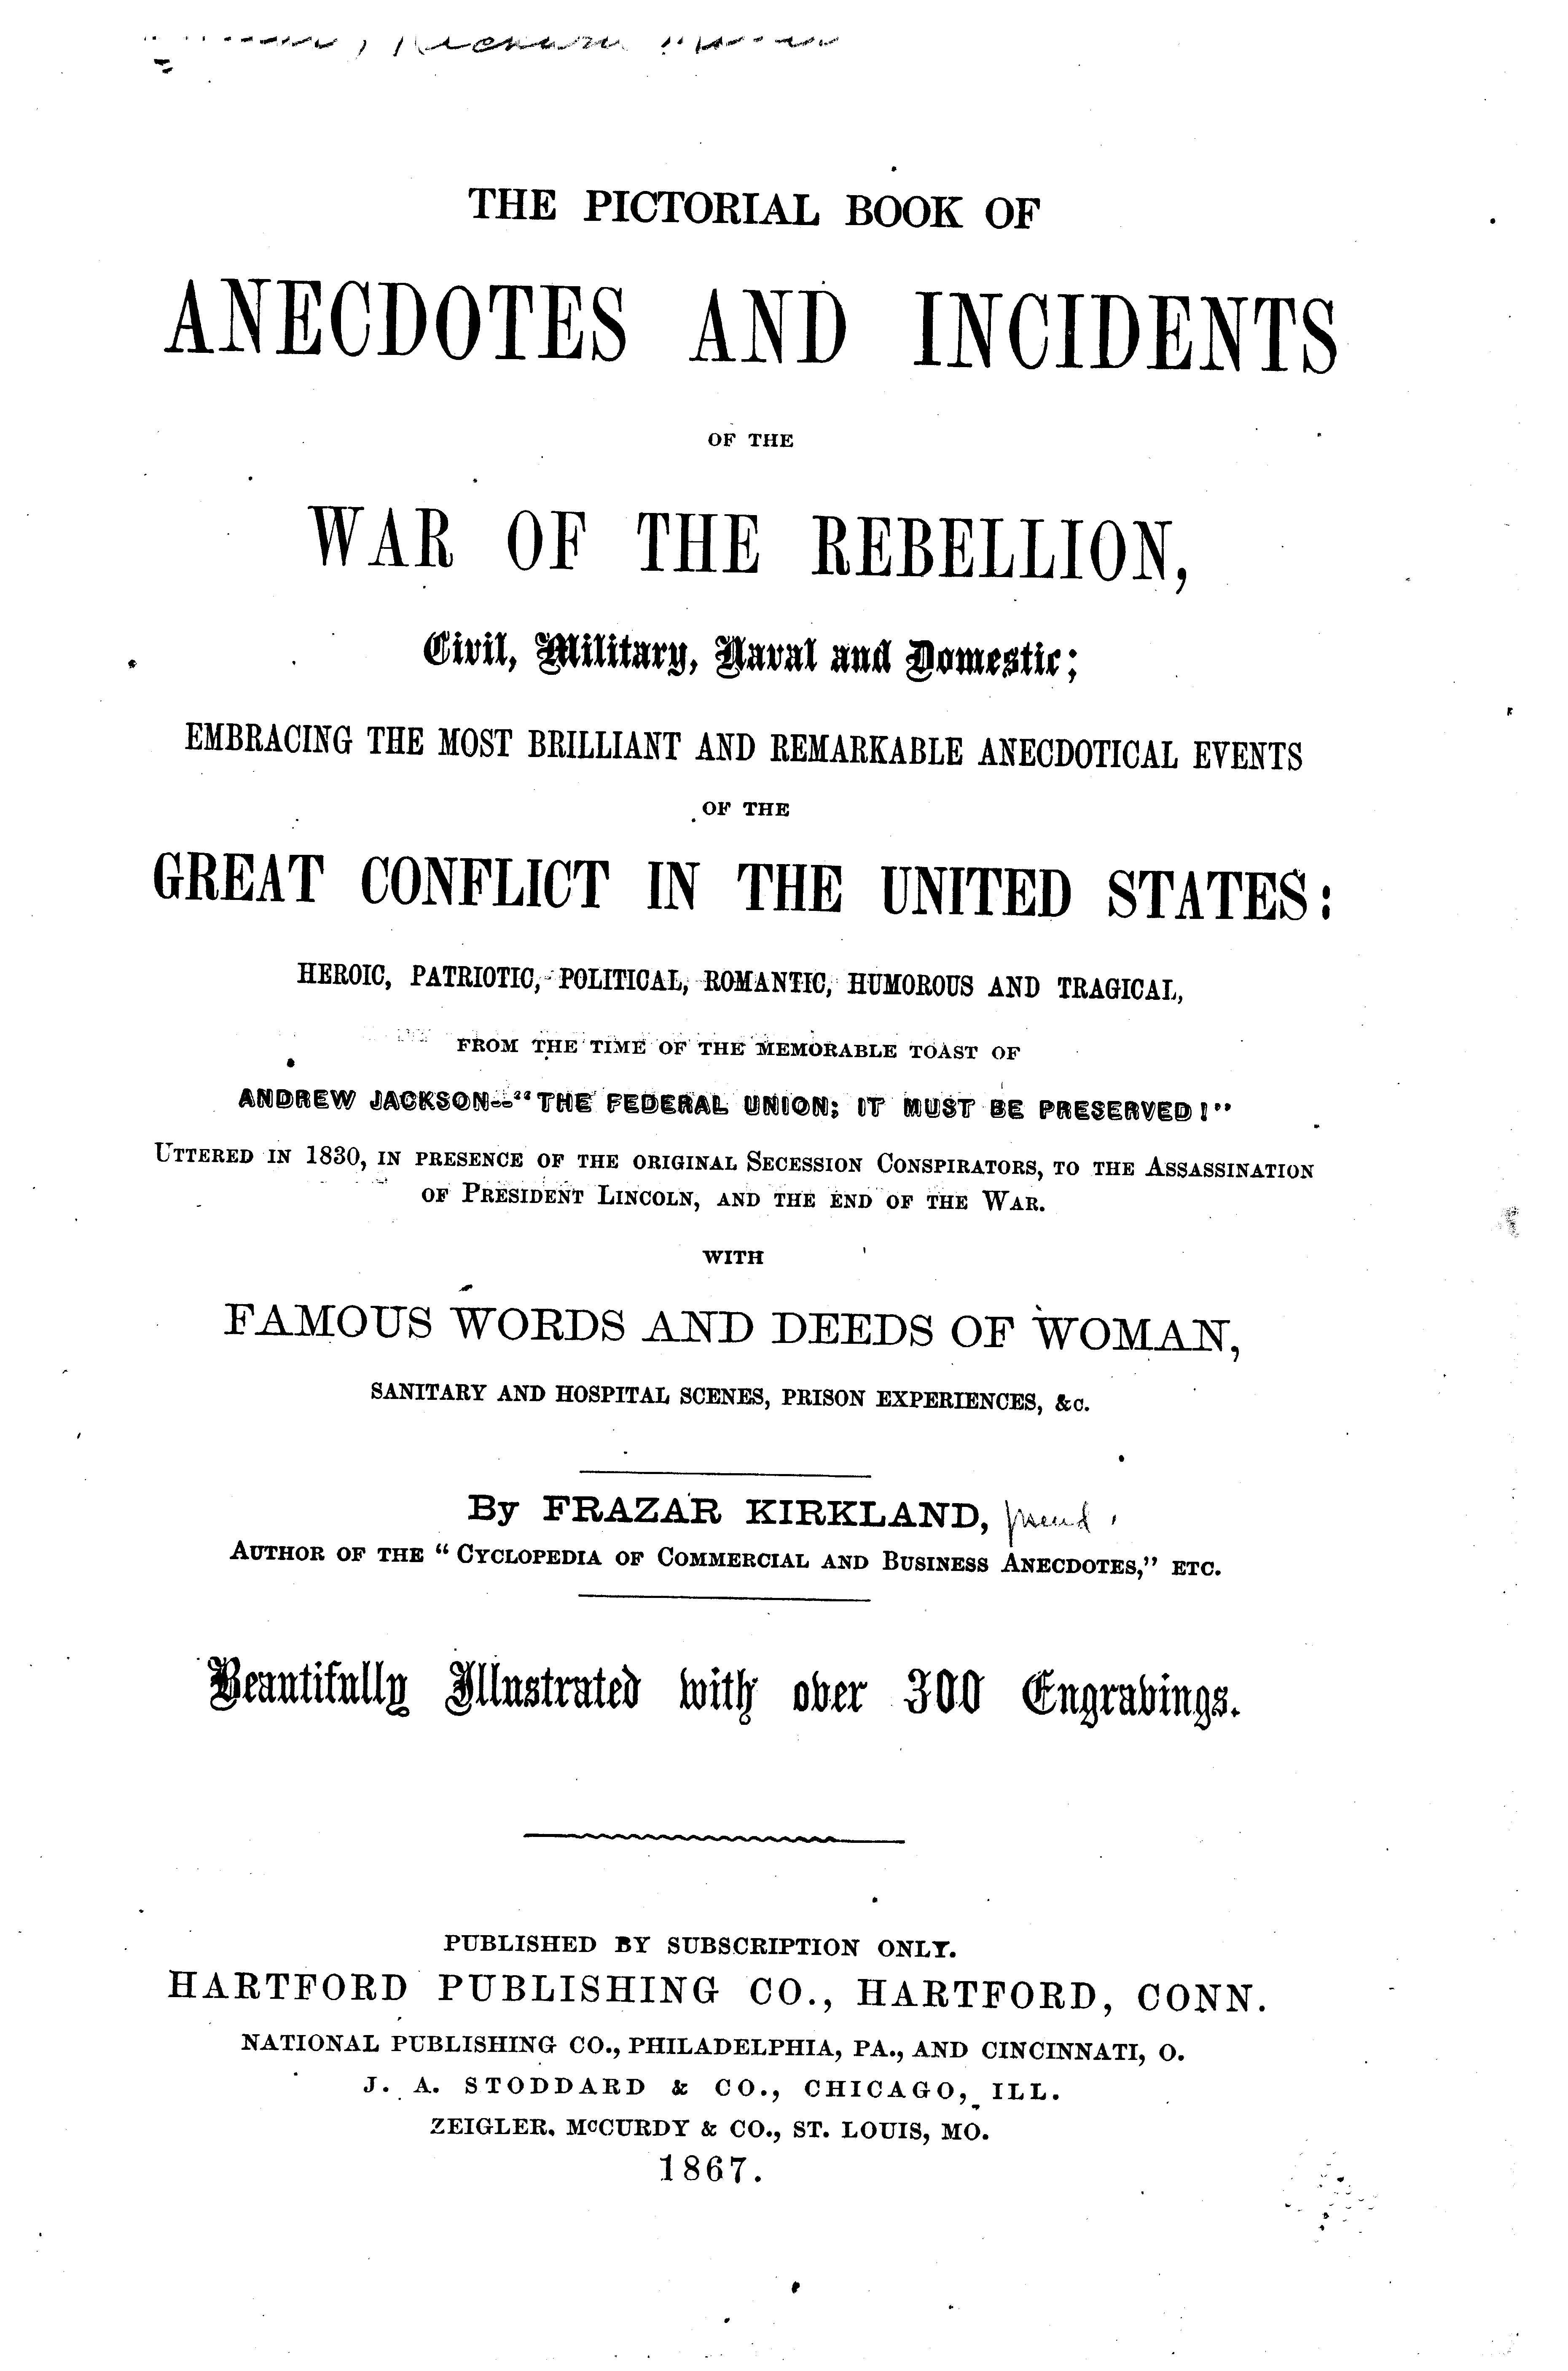 THE PICTORIAL BOOK OF
ANECDOTES AND INCIDENTS
OF THE
WAR OF THE REBELLION,
Civil, Military, Naval and Domestic;
EMBRACING THE MOST BRILLIANT AND REMARKABLE ANECDOTICAL EVENTS
OF THE
GREAT CONFLICT IN THE UNITED STATES:
HEROIC, PATRIOTIC, POLITICAL, ROMANTIC, HUMOROUS AND TRAGICAL,
FROM THE TIME OF THE MEMORABLE TOAST OF
ANDREW JACKSON--"THE FEDERAL UNION; IT MUST BE PRESERVED!"
UTTERED IN 1830, IN PRESENCE OF THE ORIGINAL SECESSION CONSPIRATORS, TO THE ASSASSINATION
OF PRESIDENT LINCOLN, AND THE END OF THE WAR.
WITH
FAMOUS WORDS AND DEEDS OF WOMAN,
SANITARY AND HOSPITAL SCENES, PRISON EXPERIENCES, &C.
By FRAZAR KIRKLAND, pseud.
AUTHOR OF THE "CYCLOPEDIA OF COMMERCIAL AND BUSINESS ANECDOTES," ETC.
Beautifully Illustrated with over 300 Engravings.
PUBLISHED BY SUBSCRIPTION ONLY.
HARTFORD PUBLISHING CO., HARTFORD, CONN.
NATIONAL PUBLISHING CO., PHILADELPHIA, PA., AND CINCINNATI, O.
J. A. STODDARD & CO., CHICAGO, ILL.
ZEIGLER, McCURDY & CO., ST. LOUIS, MO.
1867.